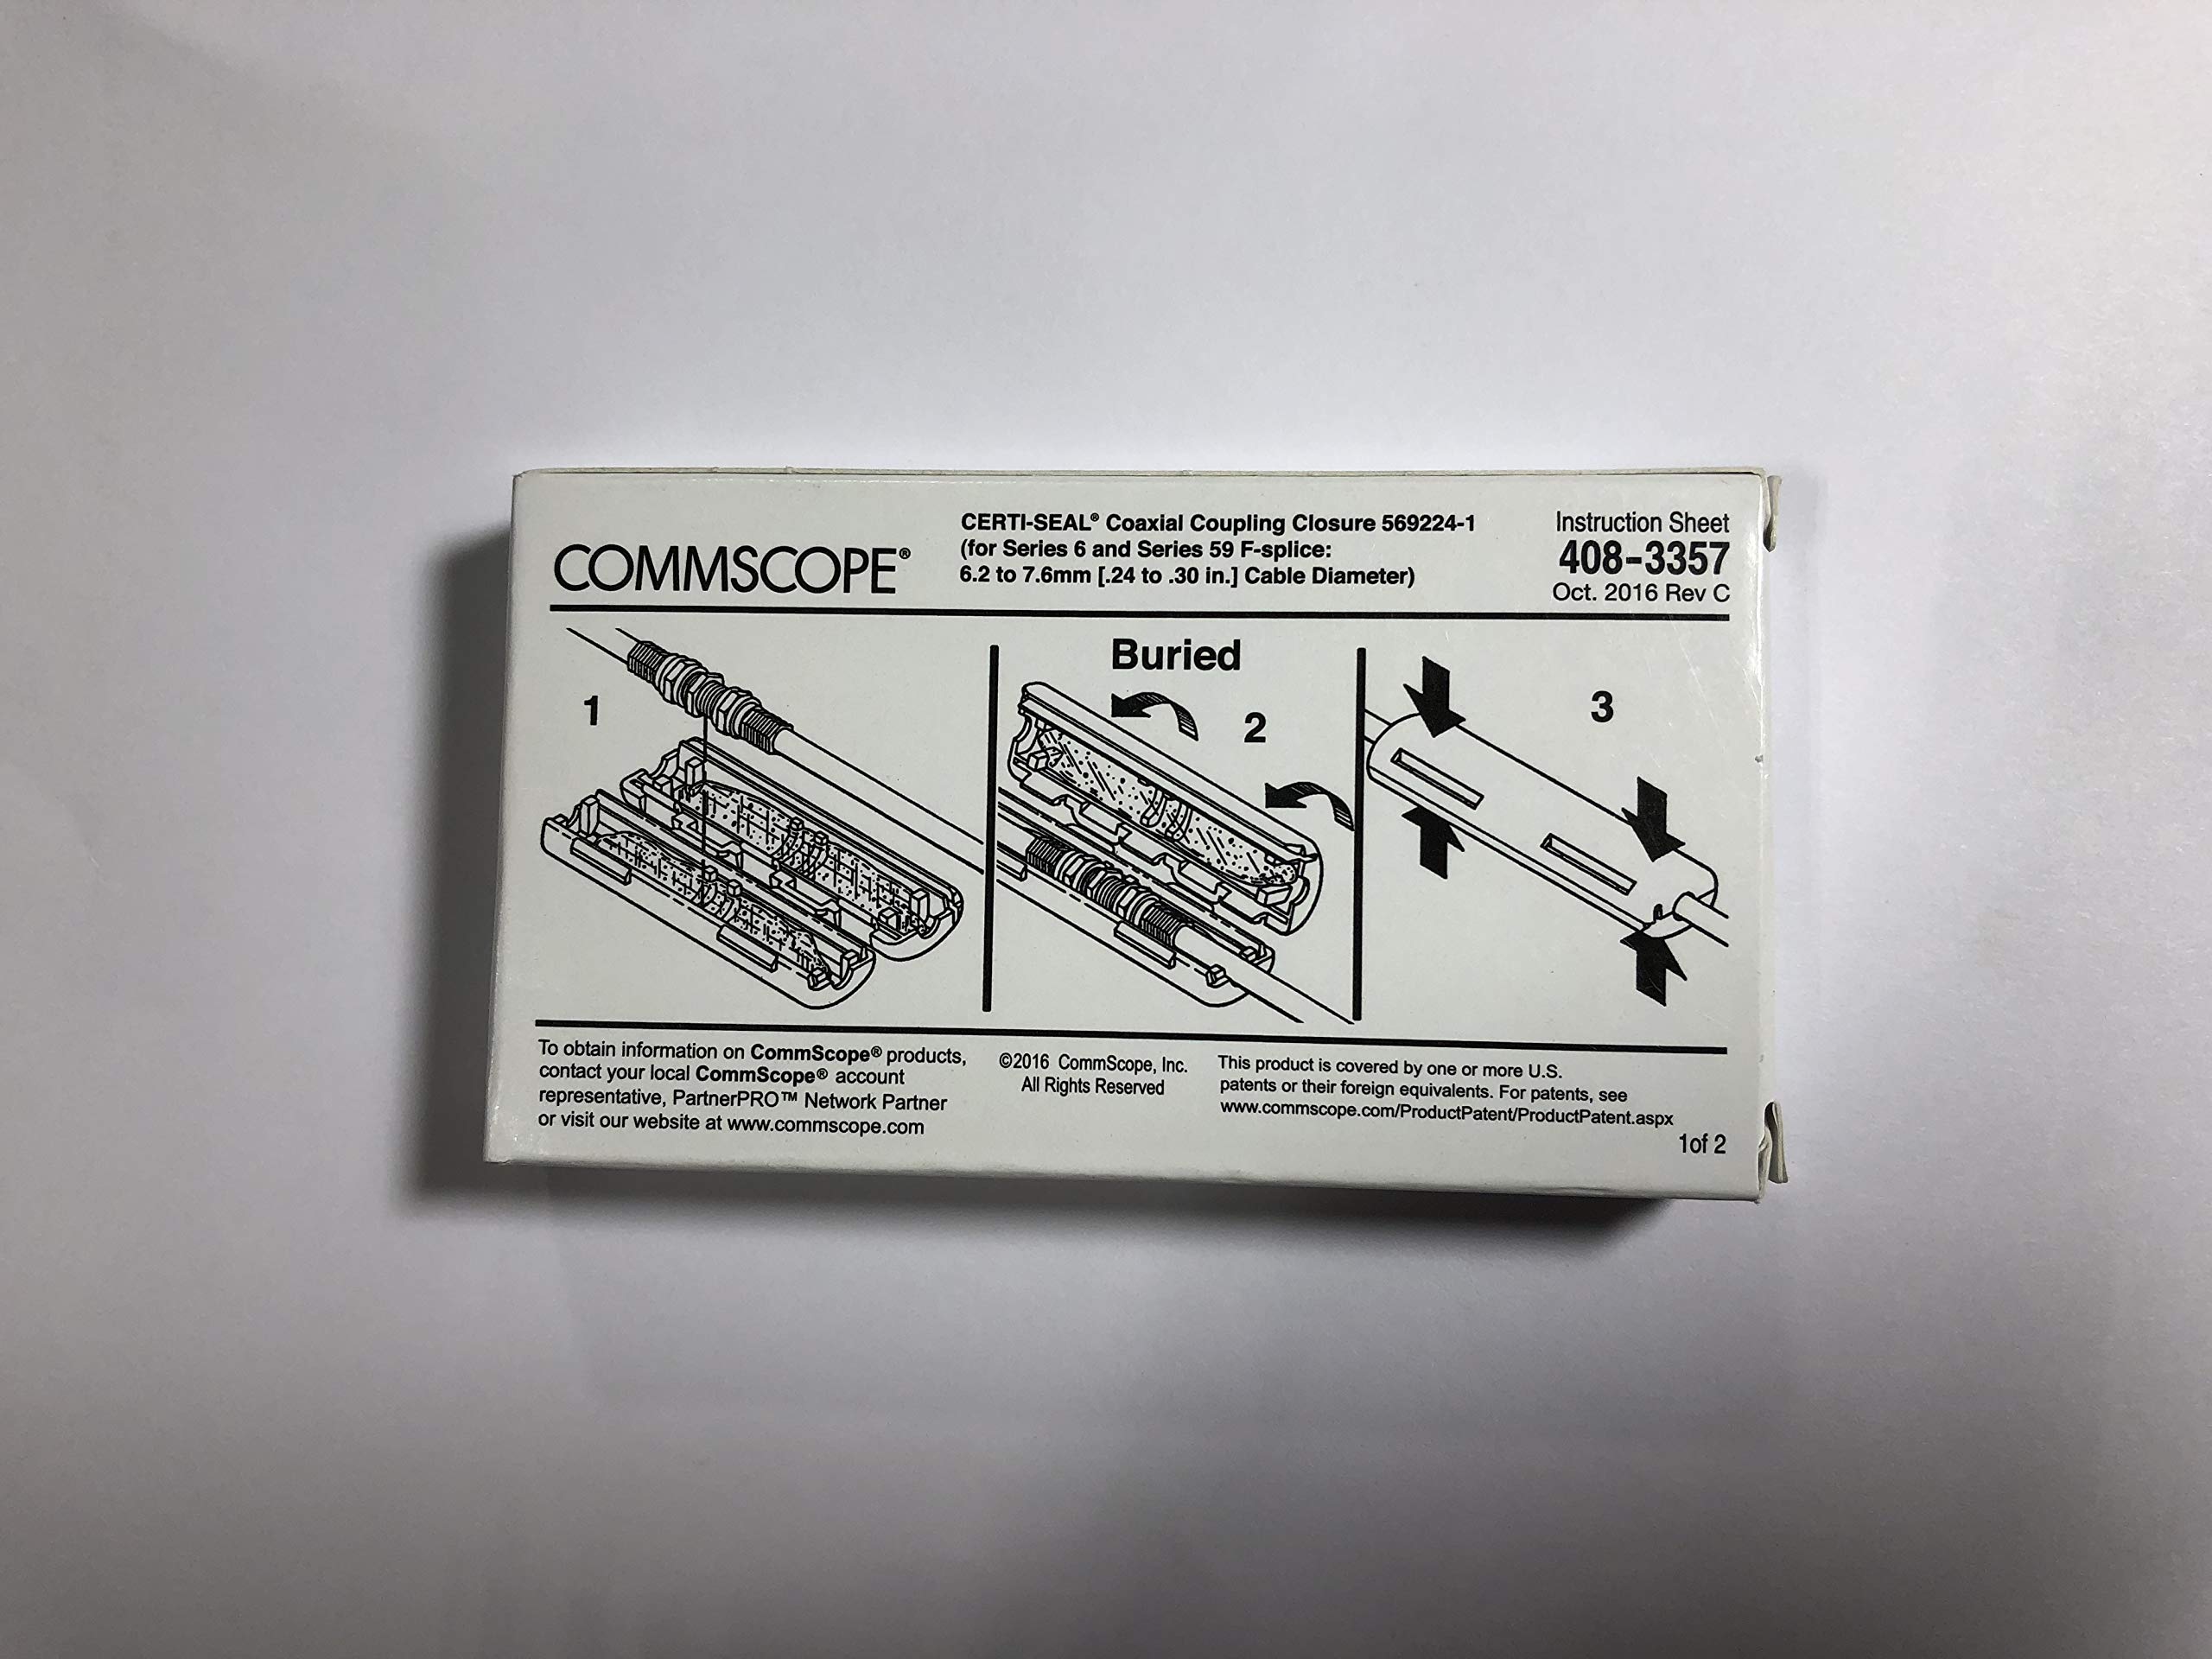 COMMSCOPE®
CERTI-SEAL® Coaxial Coupling Closure 569224-1
(for Series 6 and Series 59 F-splice:
6.2 to 7.6mm [.24 to .30 in.] Cable Diameter)
Instruction Sheet
408-3357
Oct. 2016 Rev C
1
Buried
2
3
To obtain information on CommScope® products,
contact your local CommScope® account
representative, PartnerPRO™ Network Partner
or visit our website at www.commscope.com
©2016 CommScope, Inc.
All Rights Reserved
This product is covered by one or more U.S.
patents or their foreign equivalents. For patents, see
www.commscope.com/ProductPatent/ProductPatent.aspx
1of 2